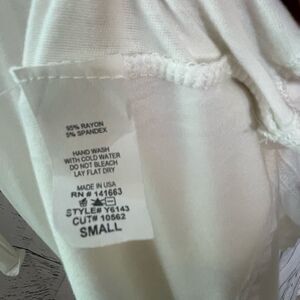 95% RAYON
5% SPANDEX
HAND WASH
WITH COLD WATER
DO NOT BLEACH
LAY FLAT DRY
MADE IN USA
RN # 141663
STYLE# Y6143
CUT# 10562
SMALL